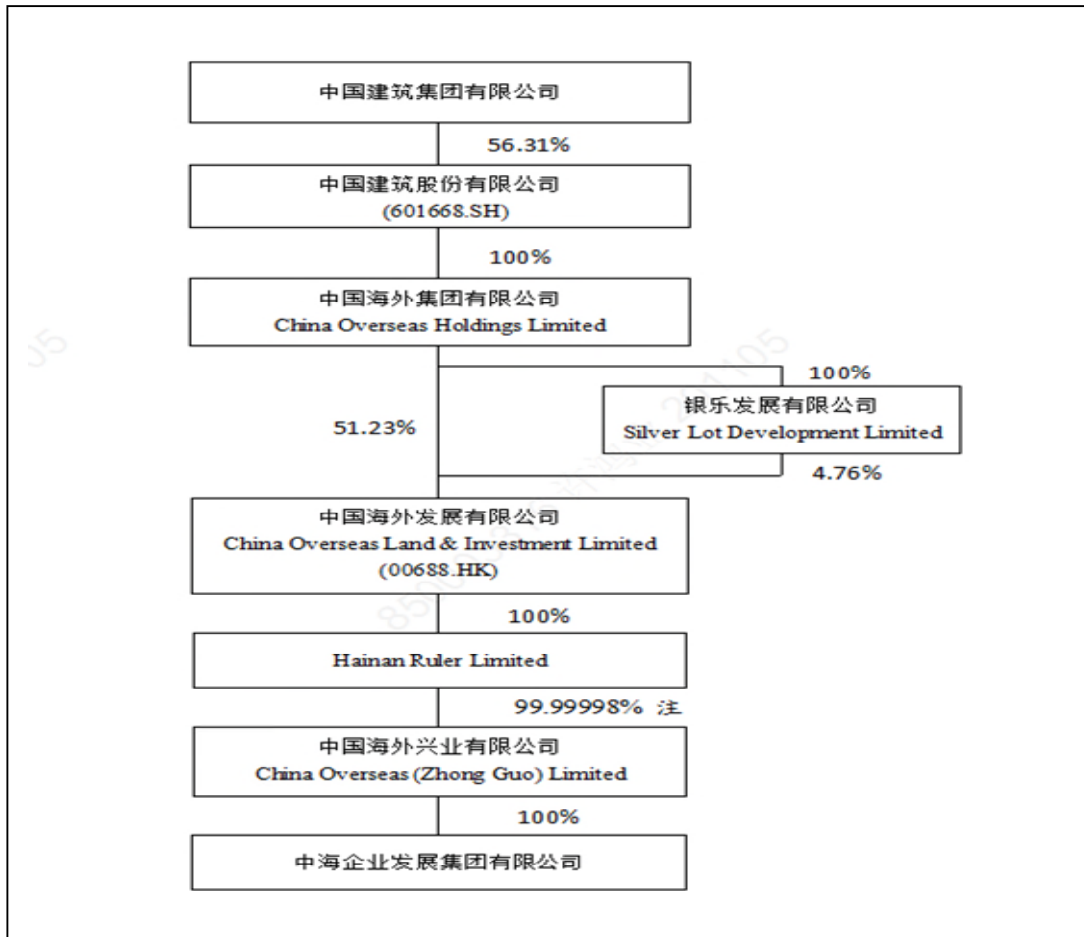 中国建筑集团有限公司
56.31%
中国建筑股份有限公司
(601668.SH)
100%
中国海外集团有限公司
China Overseas Holdings Limited
100%
银乐发展有限公司
Silver Lot Development Limited
51.23%
4.76%
中国海外发展有限公司
China Overseas Land & Investment Limited
(00688.HK)
100%
Hainan Ruler Limited
99.99998% 注
中国海外兴业有限公司
China Overseas (Zhong Guo) Limited
100%
中海企业发展集团有限公司